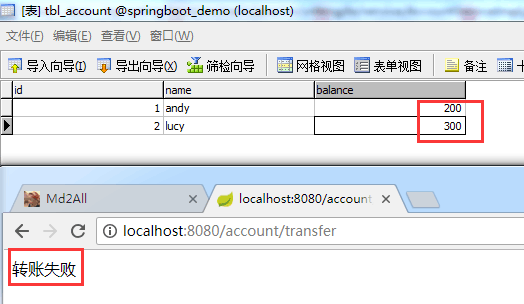 [表] tbl_account @springboot_demo (localhost)
文件(F) 编辑(E) 查看(V) 窗口(W)
导入向导(I) 导出向导(X) 筛检向导 网格视图 表单视图 备注
id name balance
1 andy 200
2 lucy 300
Md2All localhost:8080/account
localhost:8080/account/transfer
转账失败